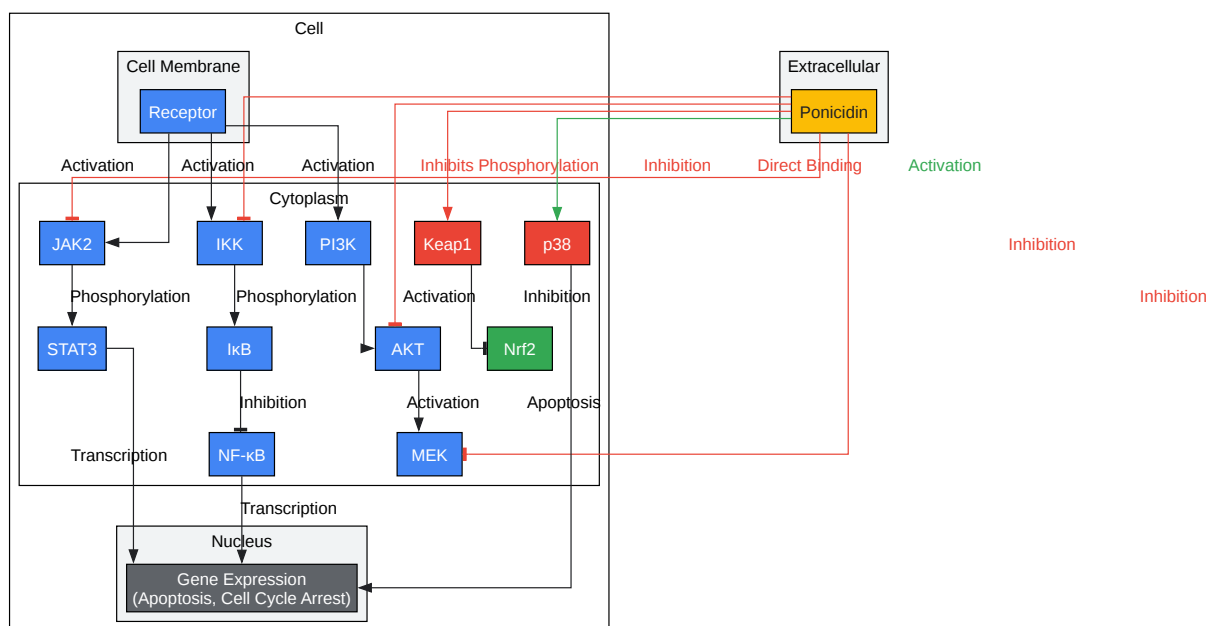 Cell
Cell Membrane
Extracellular
Receptor
Ponicidin
Activation
Activation
Activation
Inhibits Phosphorylation
Inhibition
Direct Binding
Activation
Cytoplasm
JAK2
IKK
PI3K
Keap1
p38
Inhibition
Phosphorylation
Phosphorylation
Activation
Inhibition
Inhibition
STAT3
IκB
AKT
Nrf2
Inhibition
Activation
Apoptosis
Transcription
NF-κB
MEK
Transcription
Nucleus
Gene Expression
(Apoptosis, Cell Cycle Arrest)